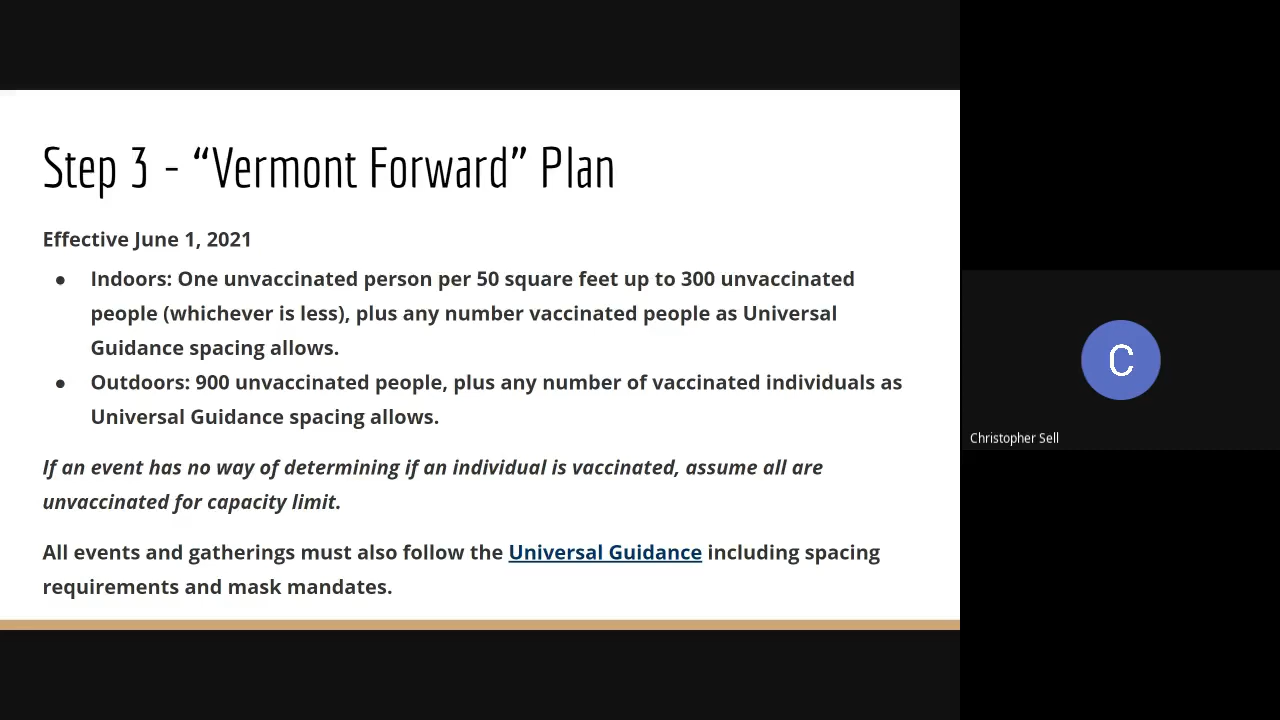 Step 3 - “Vermont Forward” Plan
Effective June 1, 2021
● Indoors: One unvaccinated person per 50 square feet up to 300 unvaccinated
people (whichever is less), plus any number vaccinated people as Universal
Guidance spacing allows.
● Outdoors: 900 unvaccinated people, plus any number of vaccinated individuals as
Universal Guidance spacing allows.
If an event has no way of determining if an individual is vaccinated, assume all are
unvaccinated for capacity limit.
All events and gatherings must also follow the Universal Guidance including spacing
requirements and mask mandates.
C
Christopher Sell